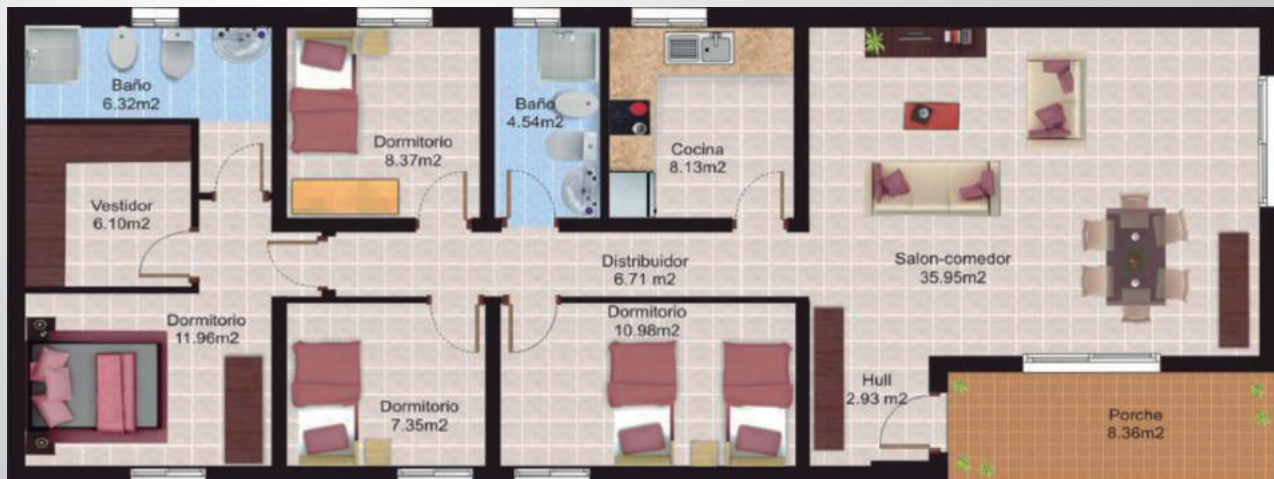 Baño
6.32m2
Dormitorio
8.37m2
Baño
4.54m2
Cocina
8.13m2
Vestidor
6.10m2
Distribuidor
6.71 m2
Salon-comedor
35.95m2
Dormitorio
11.96m2
Dormitorio
10.98m2
Dormitorio
7.35m2
Hull
2.93 m2
Porche
8.36m2